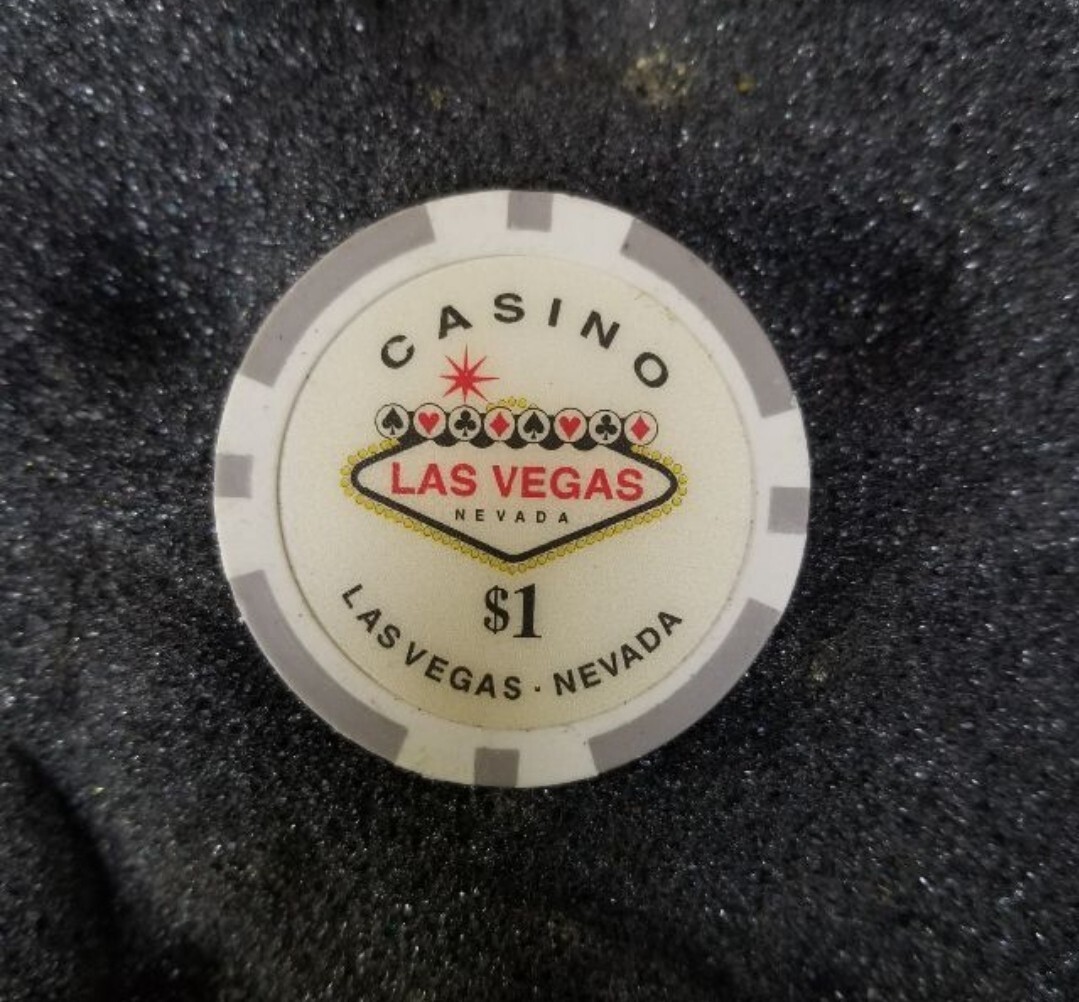 CASINO
LAS VEGAS
NEVADA
$1
LAS VEGAS · NEVADA